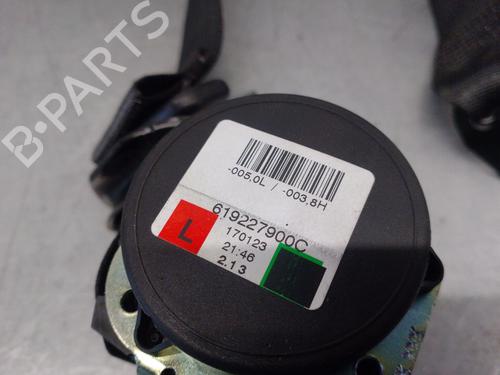 B-PARTS
-005,0L / -003,8H
619227900C
L
170123
21:46
2.13